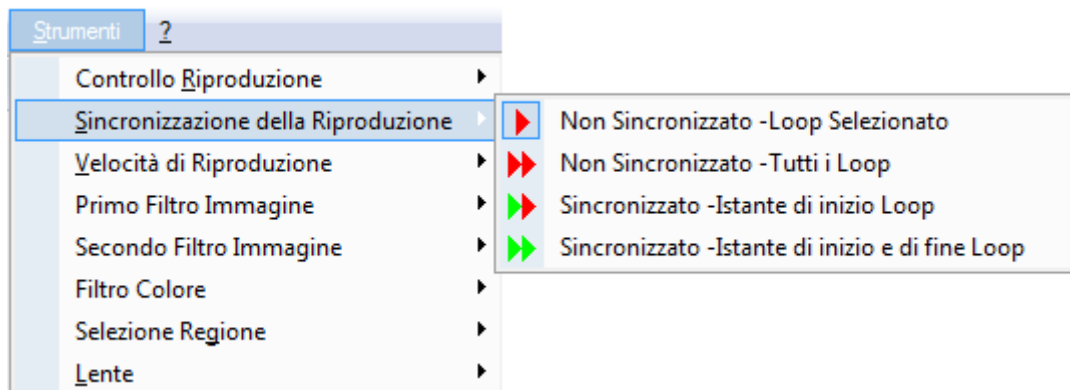 Strumenti ?
Controllo Riproduzione
Sincronizzazione della Riproduzione
Non Sincronizzato -Loop Selezionato
Non Sincronizzato -Tutti i Loop
Sincronizzato -Istante di inizio Loop
Sincronizzato -Istante di inizio e di fine Loop
Velocità di Riproduzione
Primo Filtro Immagine
Secondo Filtro Immagine
Filtro Colore
Selezione Regione
Lente